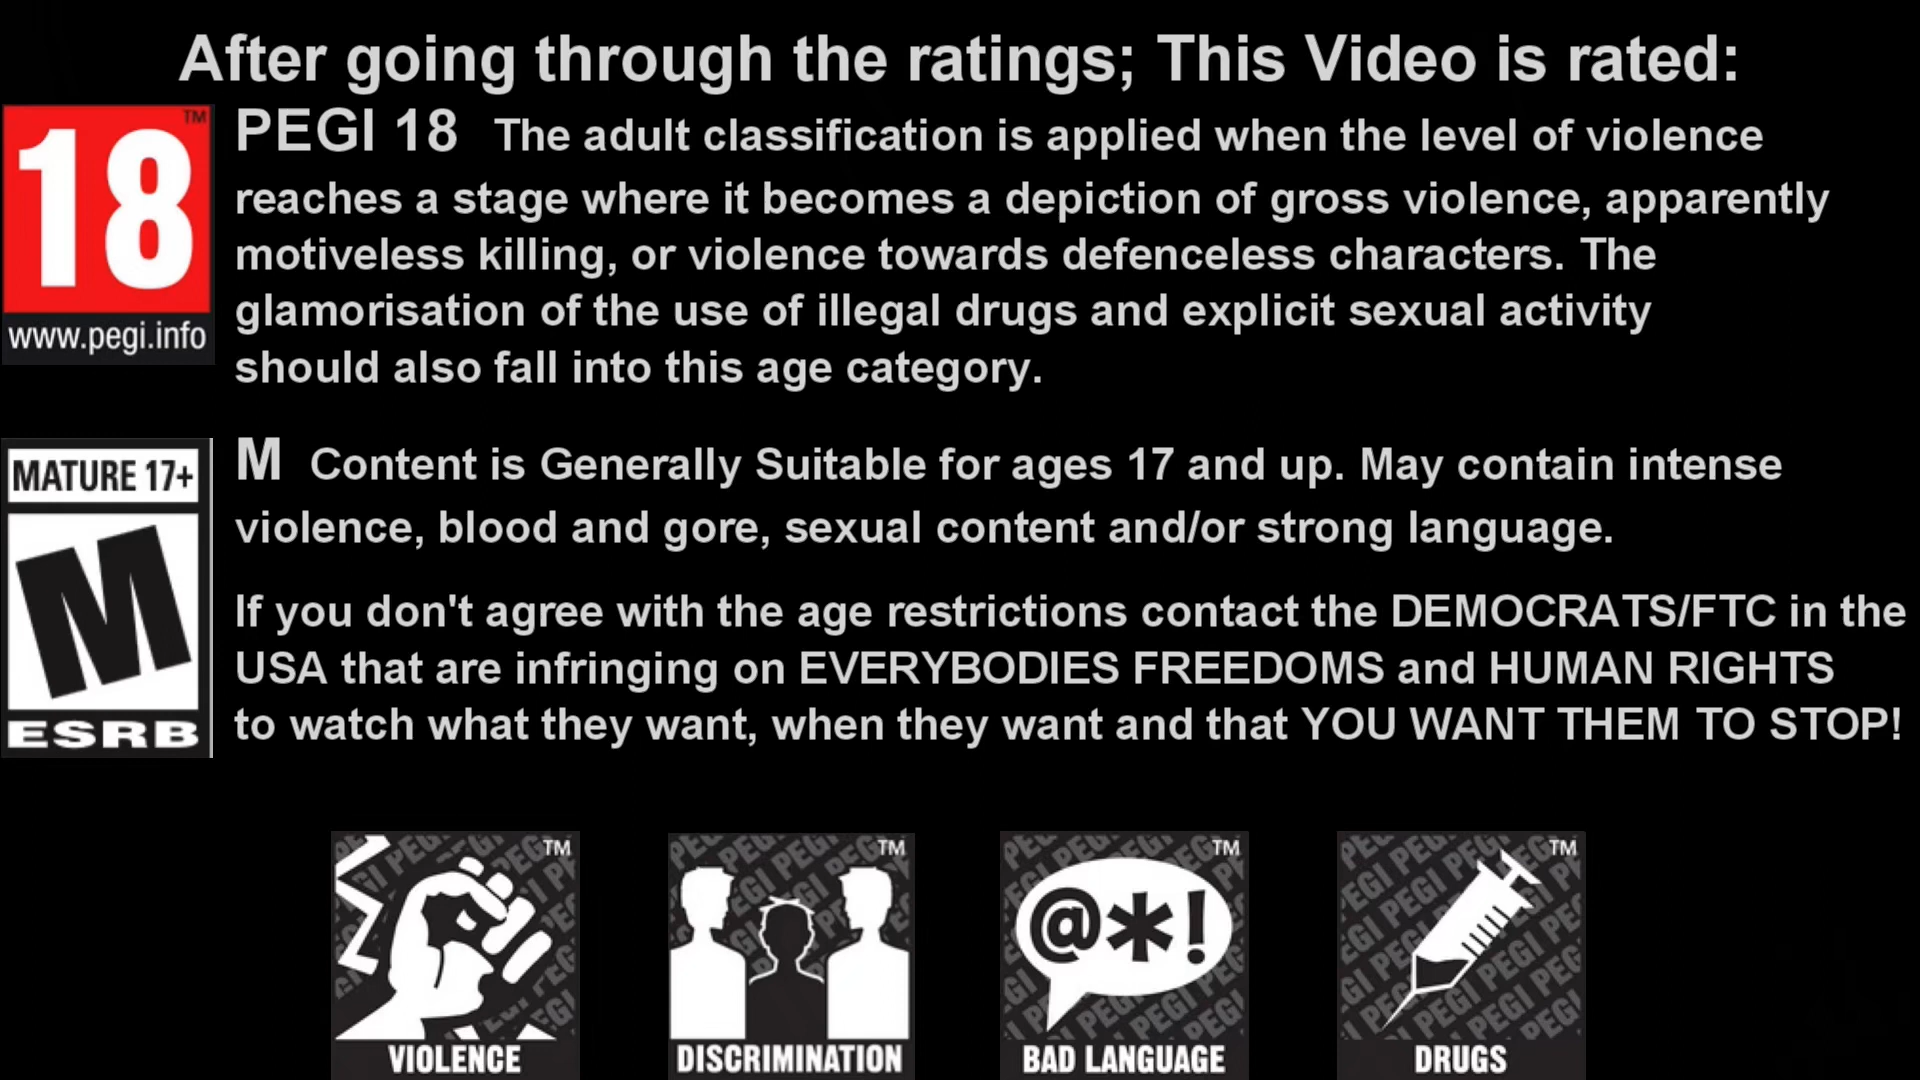 After going through the ratings; This Video is rated:
18 TM
www.pegi.info
PEGI 18 The adult classification is applied when the level of violence
reaches a stage where it becomes a depiction of gross violence, apparently
motiveless killing, or violence towards defenceless characters. The
glamorisation of the use of illegal drugs and explicit sexual activity
should also fall into this age category.
MATURE 17+
M
ESRB
M Content is Generally Suitable for ages 17 and up. May contain intense
violence, blood and gore, sexual content and/or strong language.
If you don't agree with the age restrictions contact the DEMOCRATS/FTC in the
USA that are infringing on EVERYBODIES FREEDOMS and HUMAN RIGHTS
to watch what they want, when they want and that YOU WANT THEM TO STOP!
TM
VIOLENCE
TM
DISCRIMINATION
TM
@*!
BAD LANGUAGE
TM
DRUGS